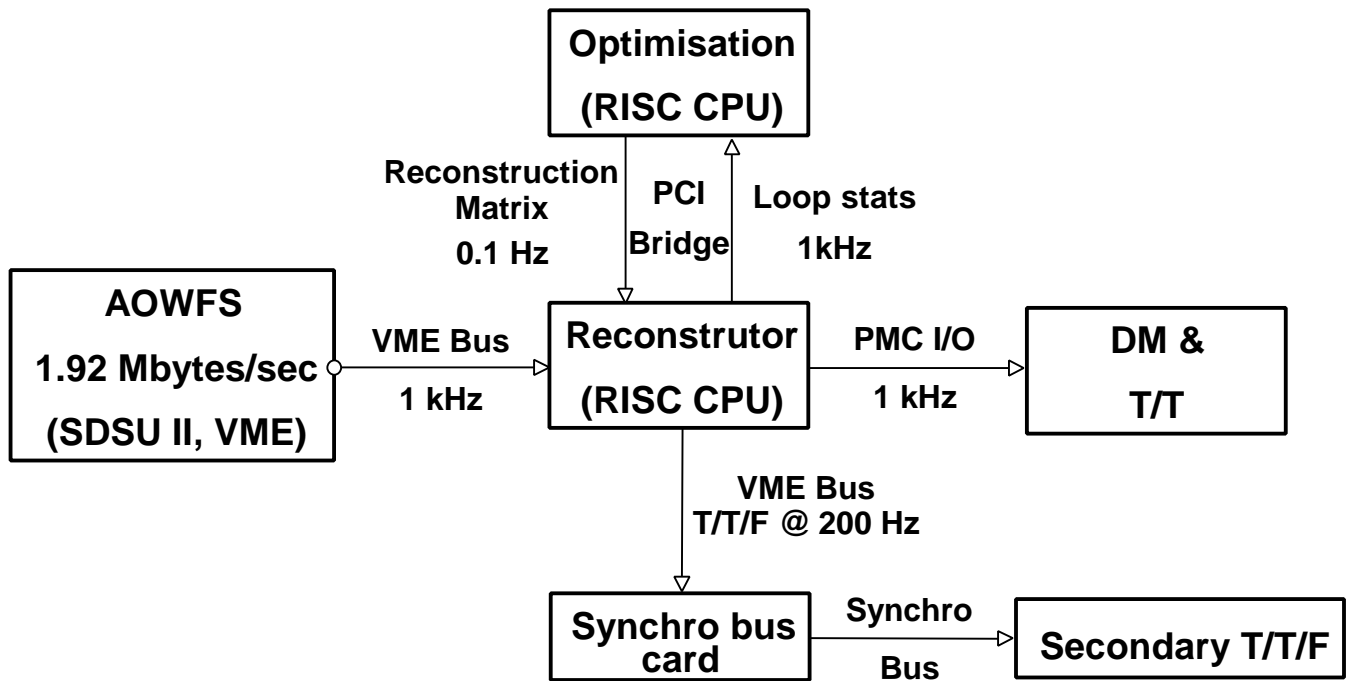 Optimisation
(RISC CPU)
Reconstruction
Matrix
0.1 Hz
PCI
Bridge
Loop stats
1kHz
AOWFS
1.92 Mbytes/sec
(SDSU II, VME)
VME Bus
1 kHz
Reconstrutor
(RISC CPU)
PMC I/O
1 kHz
DM &
T/T
VME Bus
T/T/F @ 200 Hz
Synchro bus
card
Synchro
Bus
Secondary T/T/F